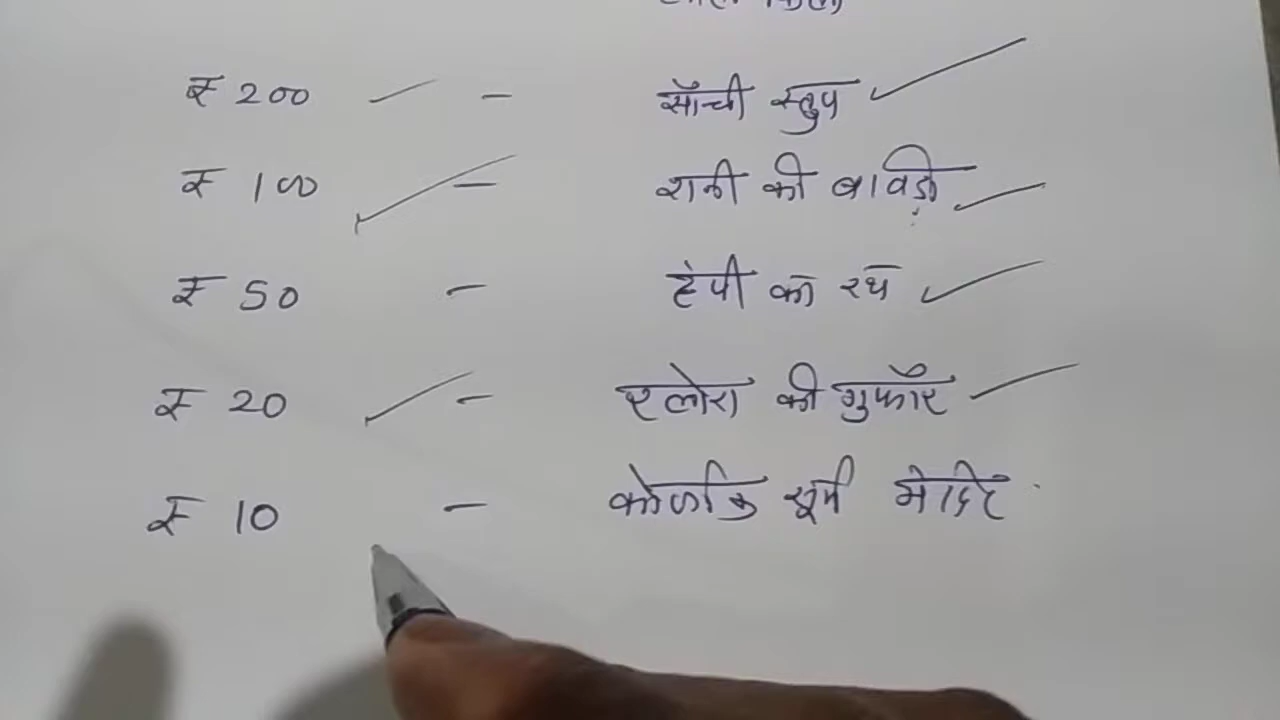 ₹ 200 - साँन्ची स्तुप
₹ 100 - रानी की बावड़ी
₹ 50 - हंपी का रथ
₹ 20 - एलोरा की गुफाँए
₹ 10 - कोर्णाक सूर्य मंदिर